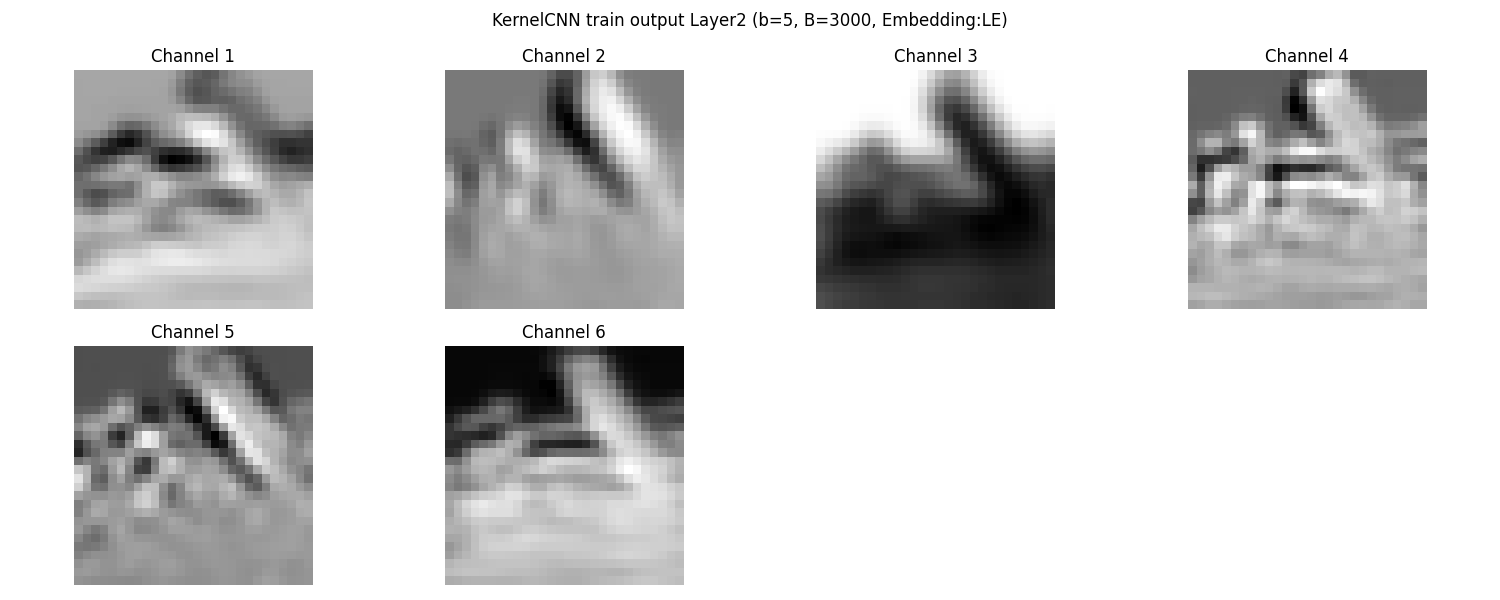 KernelCNN train output Layer2 (b=5, B=3000, Embedding:LE)
Channel 1
Channel 2
Channel 3
Channel 4
Channel 5
Channel 6